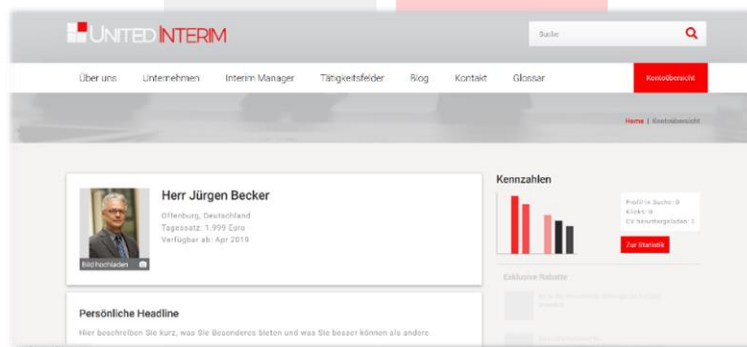 UNITEDINTERIM
Suche
Über uns Unternehmen Interim Manager Tätigkeitsfelder Blog Kontakt Glossar Kontoübersicht
Home | Kontoübersicht
Herr Jürgen Becker
Offenburg, Deutschland
Tagessatz: 1.999 Euro
Verfügbar ab: Apr 2019
Bild hochladen
Kennzahlen
Profil in Suche: 0
Klicks: 0
CV heruntergeladen: 2
Zur Statistik
Exklusive Rabatte
Persönliche Headline
Hier beschreiben Sie kurz, was Sie Besonderes bieten und was Sie besser können als andere